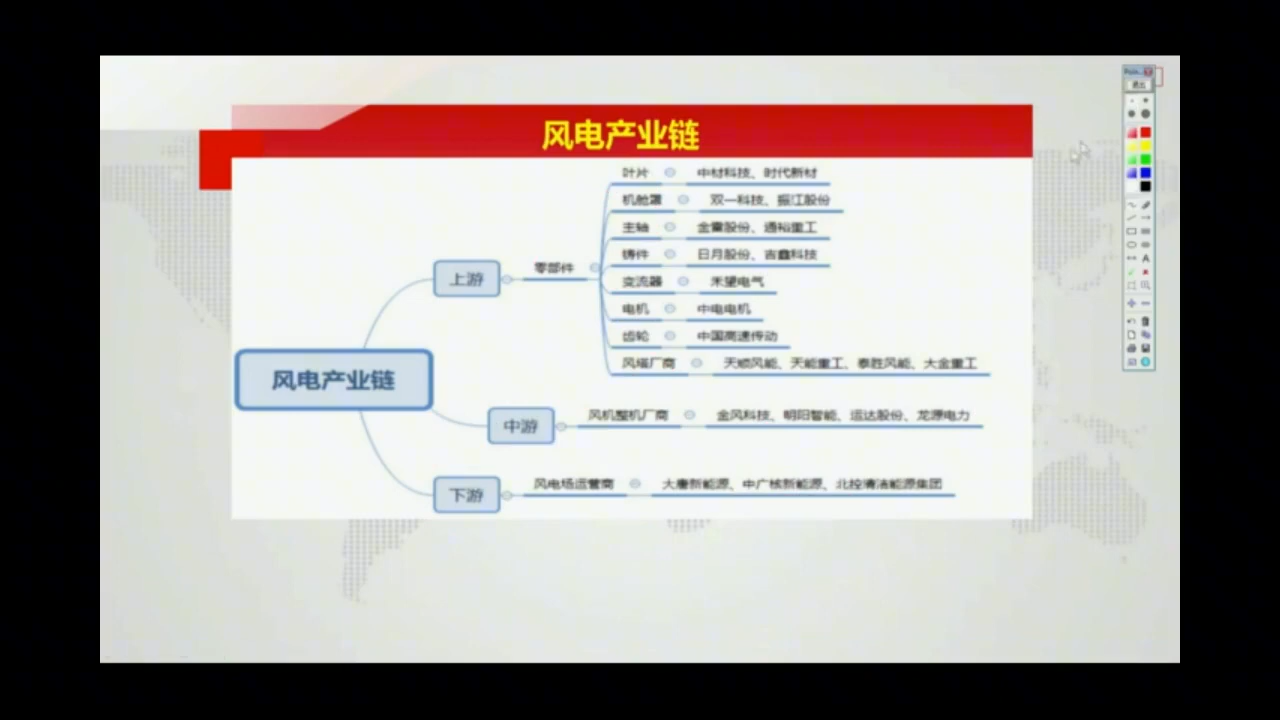 风电产业链
叶片 中材科技、时代新材
机舱罩 双一科技、振江股份
主轴 金雷股份、通裕重工
铸件 日月股份、吉鑫科技
上游 零部件
变流器 禾望电气
电机 中电电机
齿轮 中国高速传动
风塔厂商 天顺风能、天能重工、泰胜风能、大金重工
风电产业链
中游 风机整机厂商 金风科技、明阳智能、运达股份、龙源电力
下游 风电场运营商 大唐新能源、中广核新能源、北控清洁能源集团
退出
A